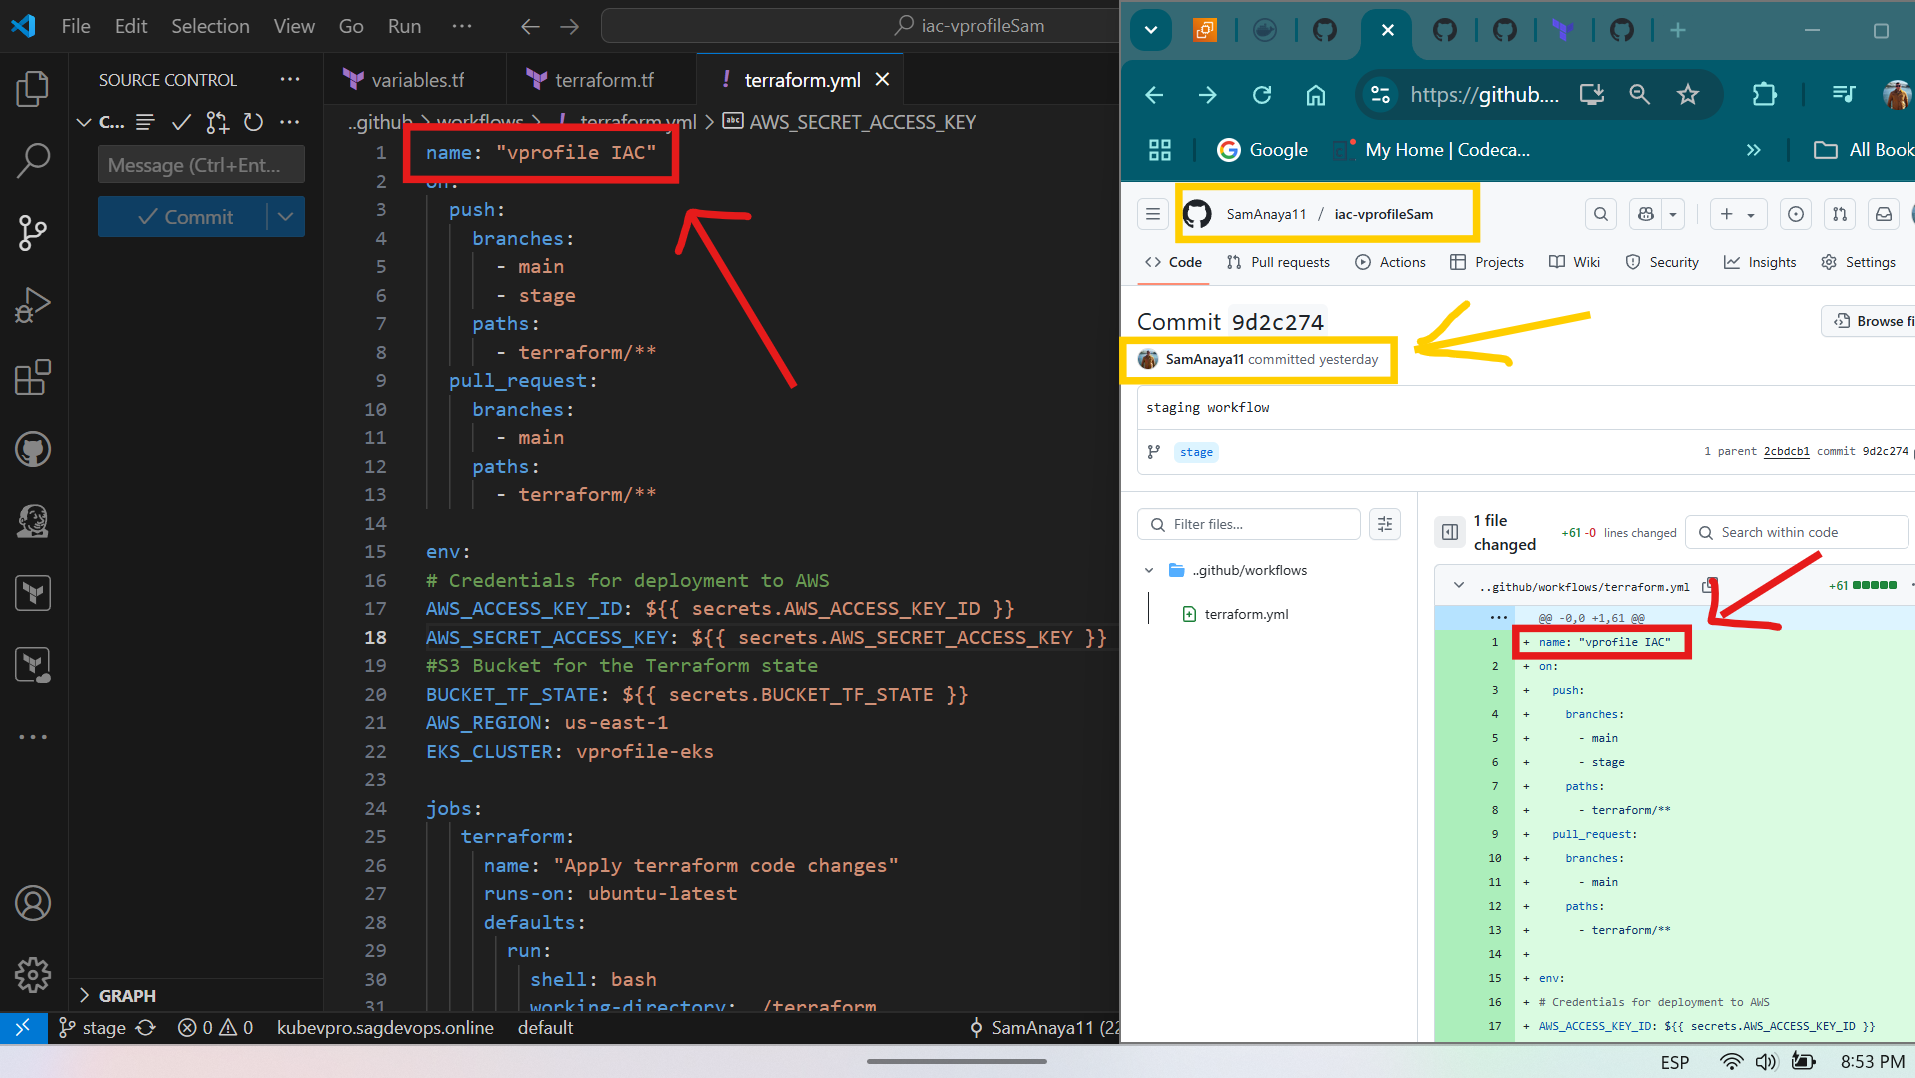 File Edit Selection View Go Run ···
iac-vprofileSam
SOURCE CONTROL
C...
Message (Ctrl+Ent...
Commit
GRAPH
variables.tf
terraform.tf
! terraform.yml
..github > workflows > ! terraform.yml > AWS_SECRET_ACCESS_KEY
1 name: "vprofile IAC"
2 on:
3 push:
4 branches:
5 - main
6 - stage
7 paths:
8 - terraform/**
9 pull_request:
10 branches:
11 - main
12 paths:
13 - terraform/**
14
15 env:
16 # Credentials for deployment to AWS
17 AWS_ACCESS_KEY_ID: ${{ secrets.AWS_ACCESS_KEY_ID }}
18 AWS_SECRET_ACCESS_KEY: ${{ secrets.AWS_SECRET_ACCESS_KEY }}
19 #S3 Bucket for the Terraform state
20 BUCKET_TF_STATE: ${{ secrets.BUCKET_TF_STATE }}
21 AWS_REGION: us-east-1
22 EKS_CLUSTER: vprofile-eks
23
24 jobs:
25 terraform:
26 name: "Apply terraform code changes"
27 runs-on: ubuntu-latest
28 defaults:
29 run:
30 shell: bash
31 working-directory: ./terraform
stage 0 0 kubevpro.sagdevops.online default SamAnaya11 (22
https://github....
Google
My Home | Codeca...
All Book
SamAnaya11 / iac-vprofileSam
Code Pull requests Actions Projects Wiki Security Insights Settings
Commit 9d2c274
Browse fi
SamAnaya11 committed yesterday
staging workflow
stage
1 parent 2cbdcb1 commit 9d2c274
Filter files...
..github/workflows
terraform.yml
1 file changed
+61 -0 lines changed
Search within code
..github/workflows/terraform.yml
+61
@@ -0,0 +1,61 @@
1 + name: "vprofile IAC"
2 + on:
3 + push:
4 + branches:
5 + - main
6 + - stage
7 + paths:
8 + - terraform/**
9 + pull_request:
10 + branches:
11 + - main
12 + paths:
13 + - terraform/**
14 +
15 + env:
16 + # Credentials for deployment to AWS
17 + AWS_ACCESS_KEY_ID: ${{ secrets.AWS_ACCESS_KEY_ID }}
ESP
8:53 PM